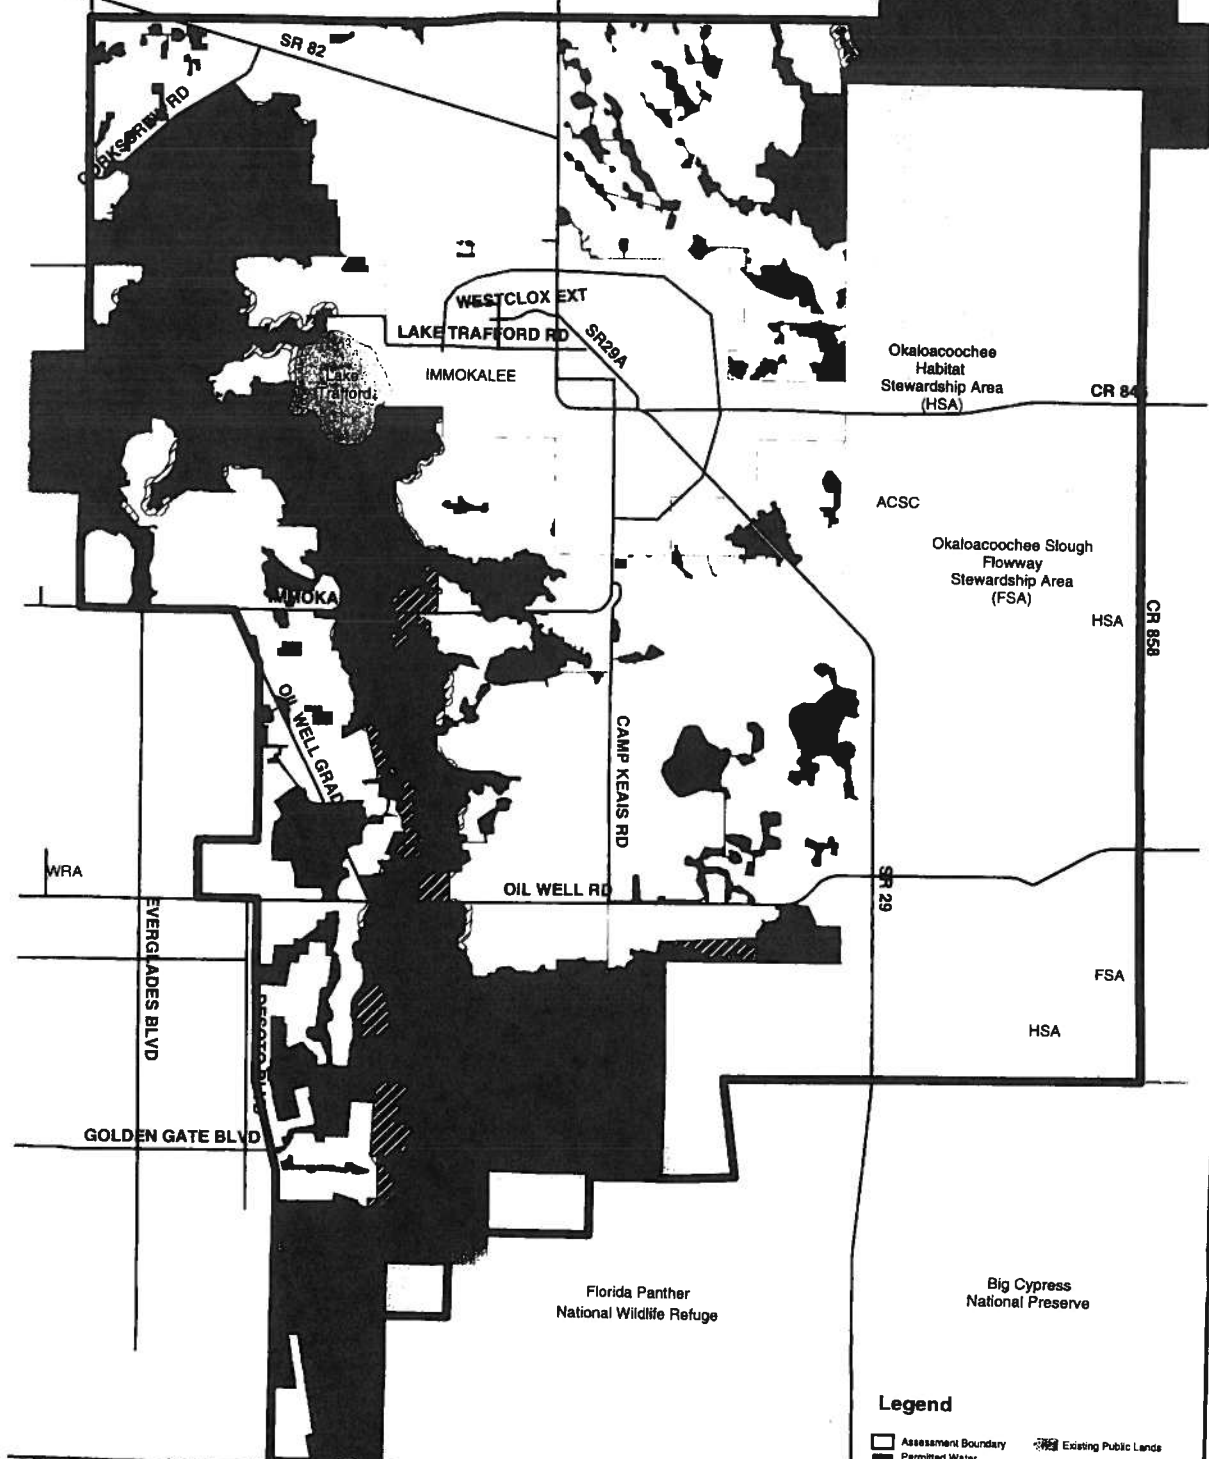 SR 82
CORKSCREW RD
WESTCLOX EXT
LAKE TRAFFORD RD
SR29A
IMMOKALEE
Lake
Trafford
Okaloacoochee
Habitat
Stewardship Area
(HSA)
CR 846
ACSC
Okaloacoochee Slough
Flowway
Stewardship Area
(FSA)
HSA
CR 858
IMMOKA
OIL WELL GRAD
CAMP KEAIS RD
WRA
OIL WELL RD
SR 29
EVERGLADES BLVD
FSA
HSA
GOLDEN GATE BLVD
Florida Panther
National Wildlife Refuge
Big Cypress
National Preserve
Legend
Assessment Boundary
Existing Public Lands
Permitted Water